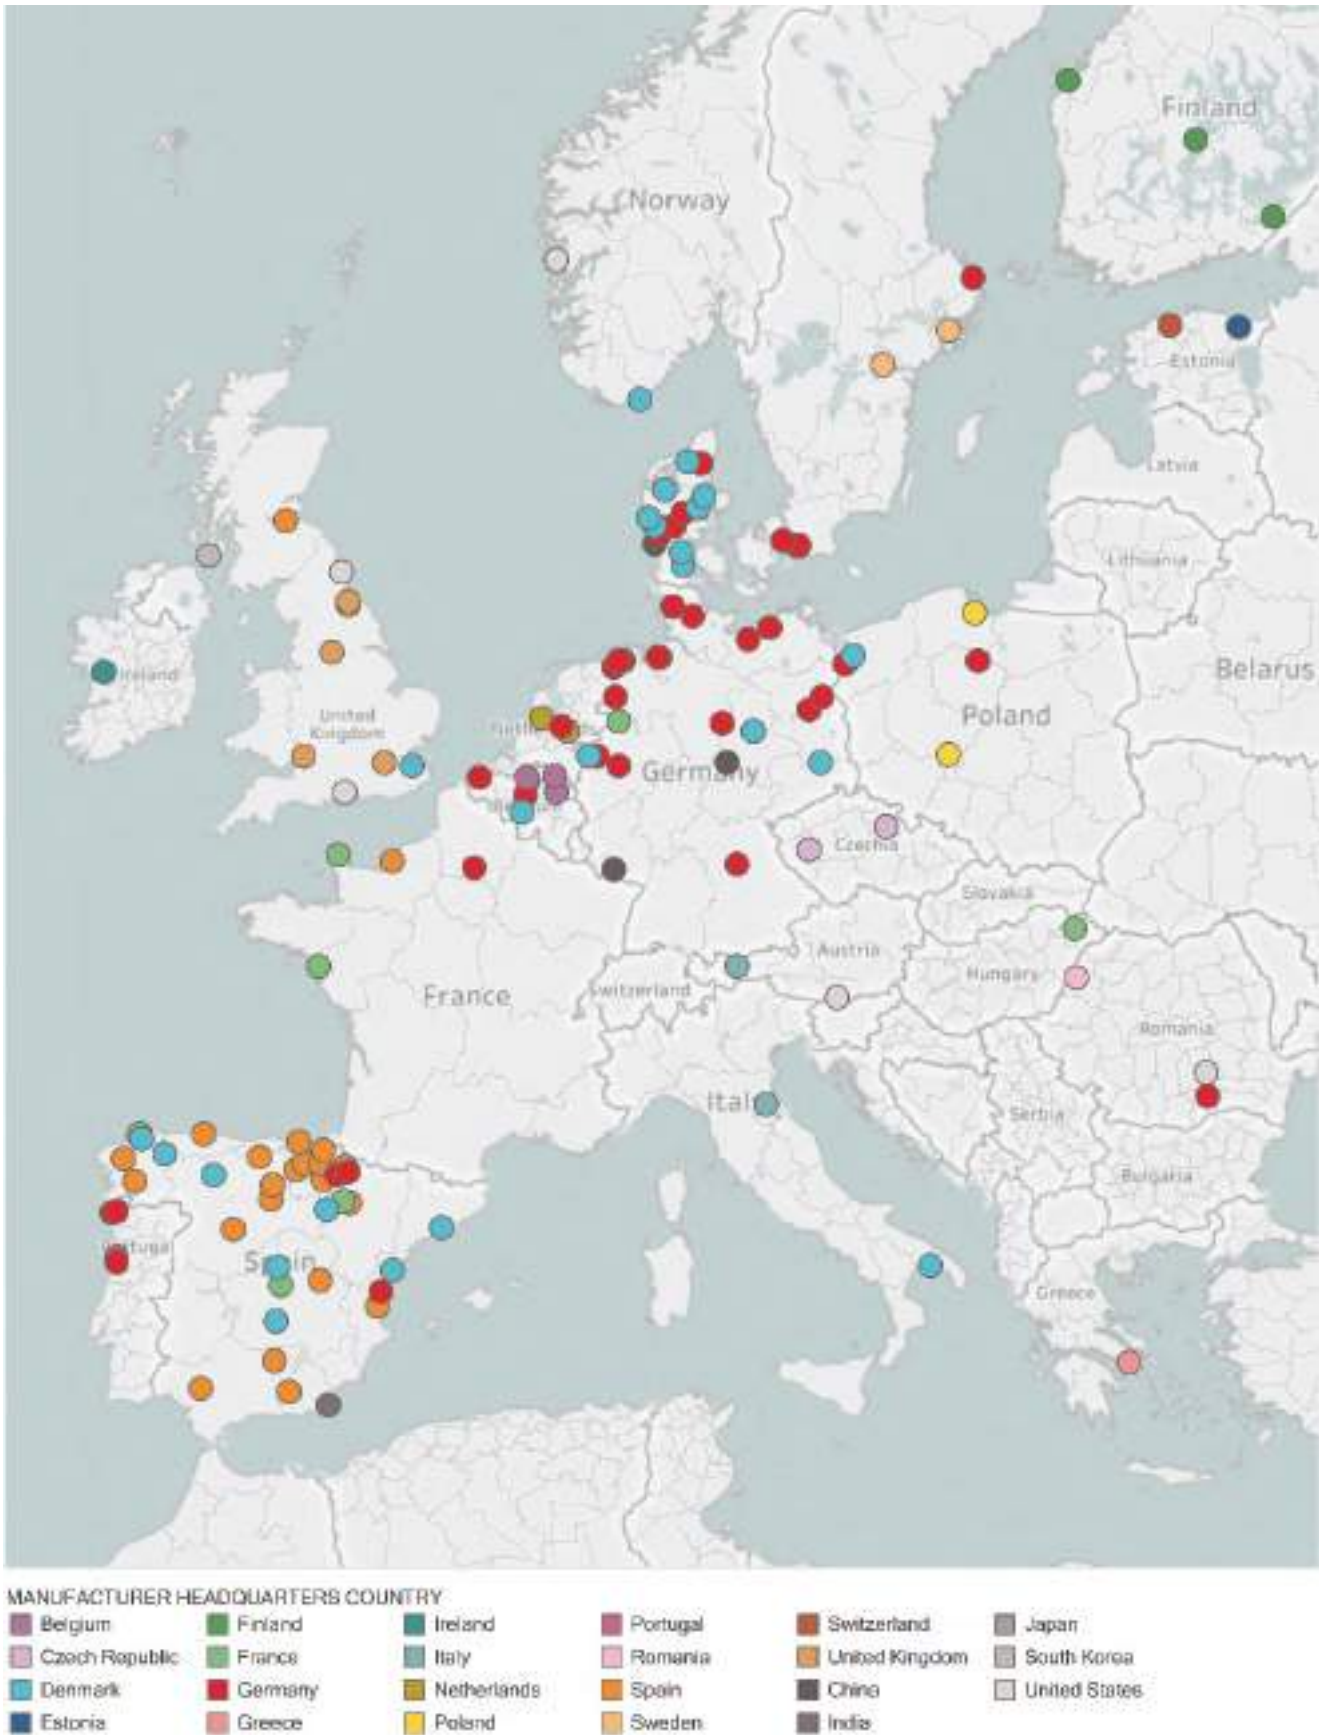 Finland
Norway
Estonia
Latvia
Lithuania
Ireland
Belarus
United
Kingdom
Poland
Germany
Czechia
Slovakia
Austria
Hungary
France
Switzerland
Romania
Italy
Serbia
Bulgaria
Portugal
Spain
Greece
MANUFACTURER HEADQUARTERS COUNTRY
Belgium Finland Ireland Portugal Switzerland Japan
Czech Republic France Italy Romania United Kingdom South Korea
Denmark Germany Netherlands Spain China United States
Estonia Greece Poland Sweden India